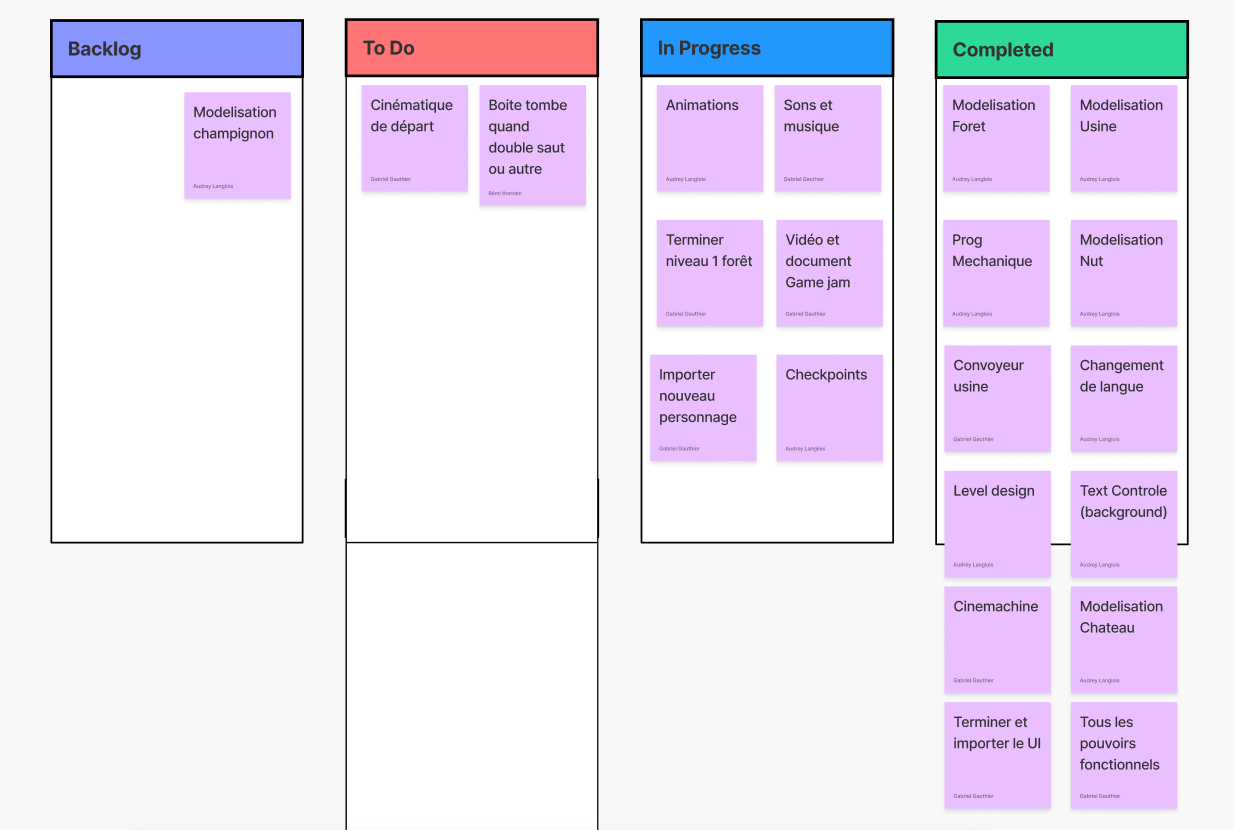 Backlog
Modelisation
champignon
Audrey Langlois
To Do
Cinématique
de départ
Gabriel Gauthier
Boite tombe
quand
double saut
ou autre
Rémi therrien
In Progress
Animations
Audrey Langlois
Sons et
musique
Gabriel Gauthier
Terminer
niveau 1 forêt
Gabriel Gauthier
Vidéo et
document
Game jam
Gabriel Gauthier
Importer
nouveau
personnage
Gabriel Gauthier
Checkpoints
Audrey Langlois
Completed
Modelisation
Foret
Audrey Langlois
Modelisation
Usine
Audrey Langlois
Prog
Mechanique
Audrey Langlois
Modelisation
Nut
Audrey Langlois
Convoyeur
usine
Gabriel Gauthier
Changement
de langue
Audrey Langlois
Level design
Audrey Langlois
Text Controle
(background)
Audrey Langlois
Cinemachine
Gabriel Gauthier
Modelisation
Chateau
Audrey Langlois
Terminer et
importer le UI
Gabriel Gauthier
Tous les
pouvoirs
fonctionnels
Gabriel Gauthier